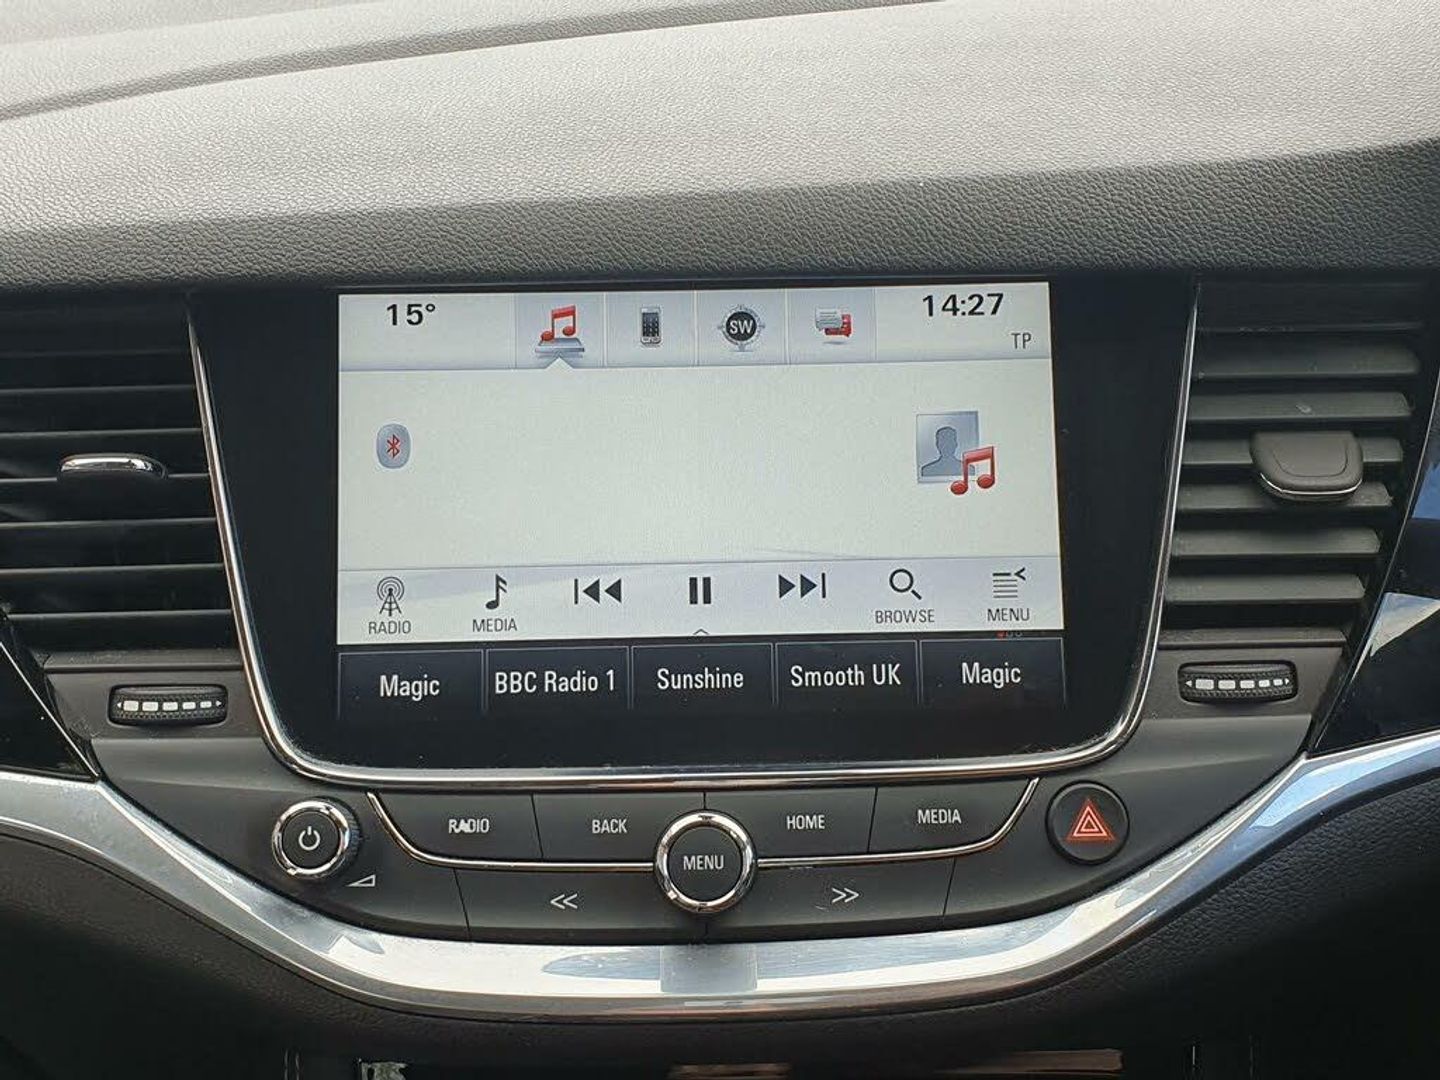 15° SW 14:27
TP
RADIO MEDIA BROWSE MENU
Magic BBC Radio 1 Sunshine Smooth UK Magic
RADIO BACK HOME MEDIA
MENU